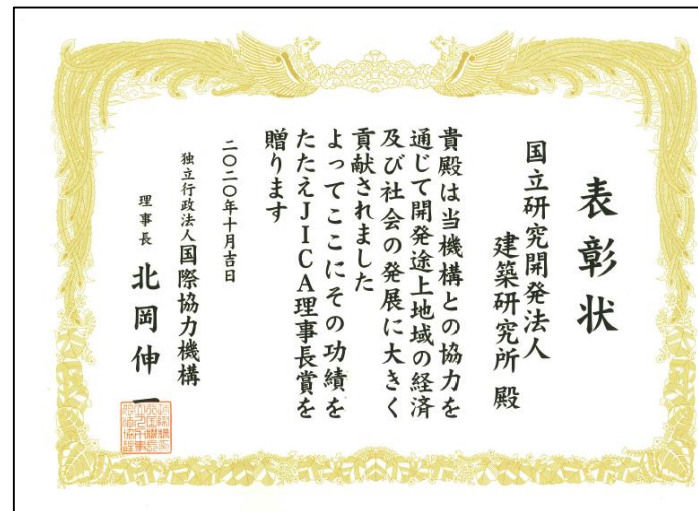 表彰状
国立研究開発法人
建築研究所 殿
貴殿は当機構との協力を
通じて開発途上地域の経済
及び社会の発展に大きく
貢献されました
よってここにその功績を
たたえJICA理事長賞を
贈ります
二〇二〇年十月吉日
独立行政法人国際協力機構
理事長 北岡伸一